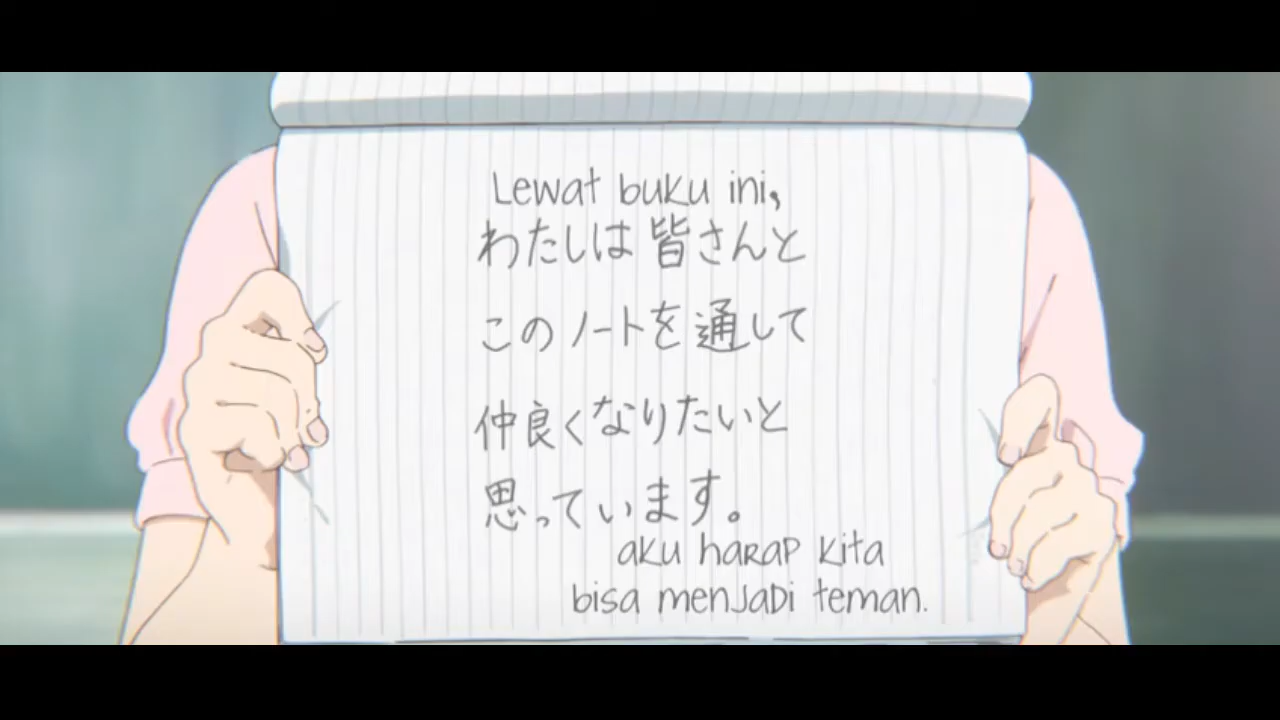 Lewat buku ini,
わたしは皆さんと
このノートを通して
仲良くなりたいと
思っています。
aku harap kita
bisa menjadi teman.